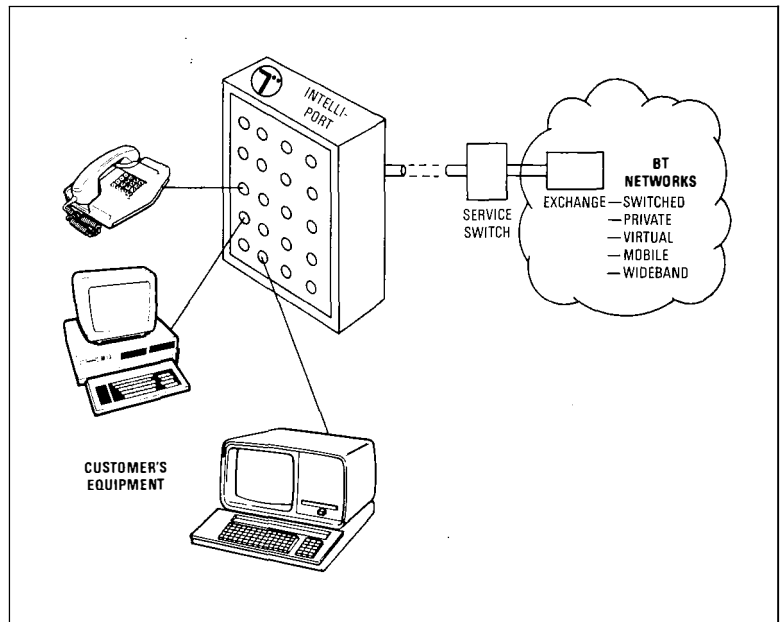 INTELLI-
PORT
SERVICE
SWITCH
EXCHANGE
BT
NETWORKS
— SWITCHED
— PRIVATE
— VIRTUAL
— MOBILE
— WIDEBAND
CUSTOMER'S
EQUIPMENT